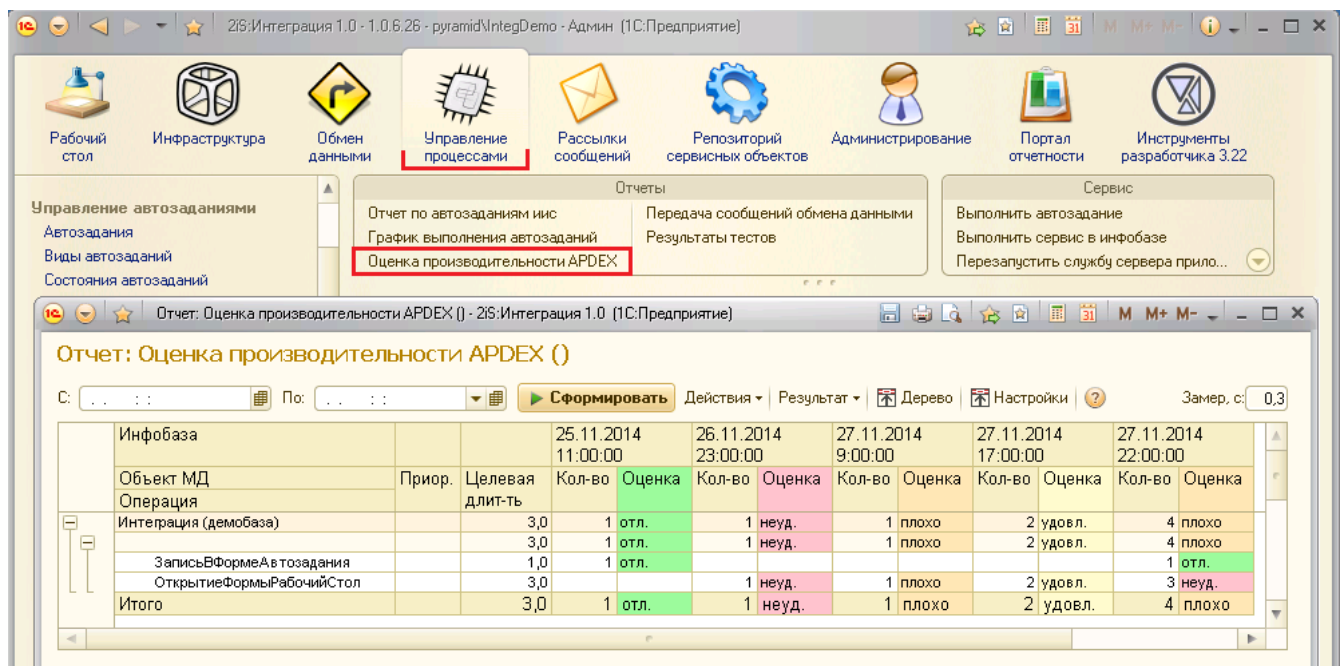 2iS:Интеграция 1.0 - 1.0.6.26 - pyramid\IntegDemo - Админ (1С:Предприятие)
31 M M+ M-
Рабочий стол
Инфраструктура
Обмен данными
Управление процессами
Рассылки сообщений
Репозиторий сервисных объектов
Администрирование
Портал отчетности
Инструменты разработчика 3.22
Управление автозаданиями
Автозадания
Виды автозаданий
Состояния автозаданий
Отчеты
Отчет по автозаданиям иис
График выполнения автозаданий
Оценка производительности APDEX
Передача сообщений обмена данными
Результаты тестов
Сервис
Выполнить автозадание
Выполнить сервис в инфобазе
Перезапустить службу сервера прило...
Отчет: Оценка производительности APDEX () - 2iS:Интеграция 1.0 (1С:Предприятие)
31 M M+ M-
Отчет: Оценка производительности APDEX ()
С: . . : : По: . . : : Сформировать Действия Результат Дерево Настройки ? Замер, с: 0,3
Инфобаза 25.11.2014 26.11.2014 27.11.2014 27.11.2014 27.11.2014
11:00:00 23:00:00 9:00:00 17:00:00 22:00:00
Объект МД Приор. Целевая Кол-во Оценка Кол-во Оценка Кол-во Оценка Кол-во Оценка Кол-во Оценка
Операция длит-ть
Интеграция (демобаза) 3,0 1 отл. 1 неуд. 1 плохо 2 удовл. 4 плохо
3,0 1 отл. 1 неуд. 1 плохо 2 удовл. 4 плохо
ЗаписьВФормеАвтозадания 1,0 1 отл. 1 отл.
ОткрытиеФормыРабочийСтол 3,0 1 неуд. 1 плохо 2 удовл. 3 неуд.
Итого 3,0 1 отл. 1 неуд. 1 плохо 2 удовл. 4 плохо